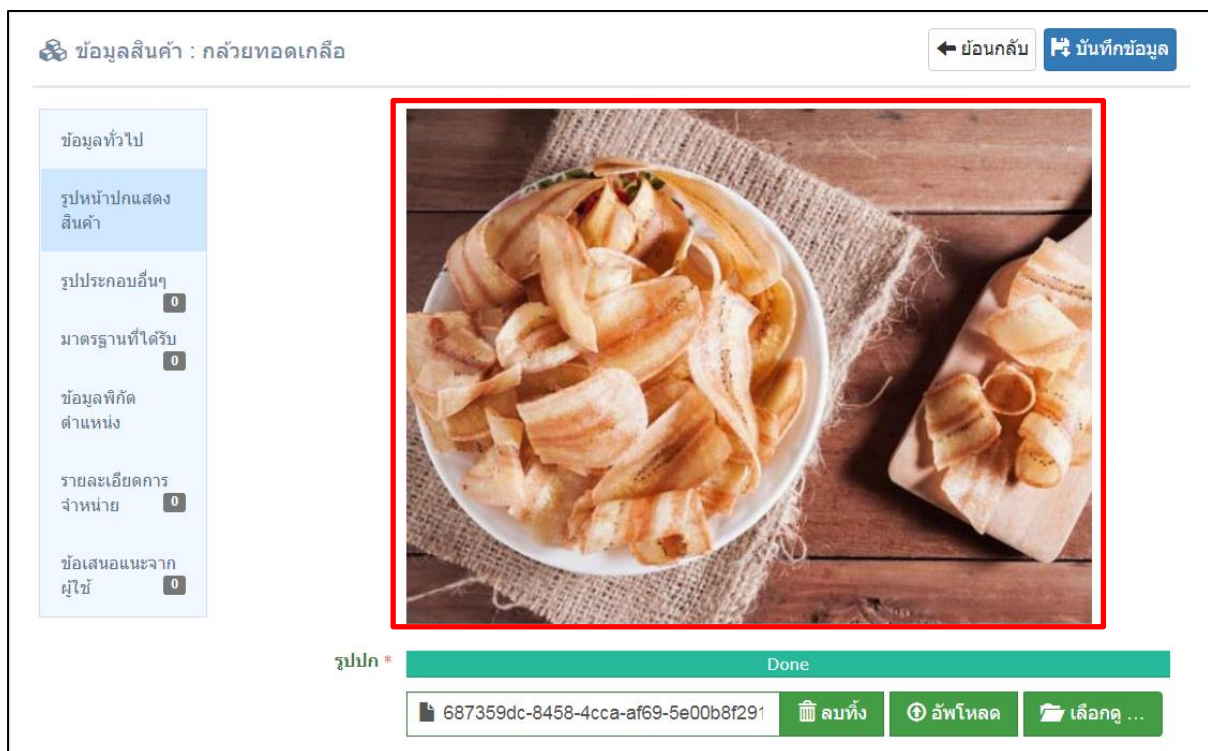 ข้อมูลสินค้า : กล้วยทอดเกลือ
ย้อนกลับ
บันทึกข้อมูล
ข้อมูลทั่วไป
รูปหน้าปกแสดง
สินค้า
รูปประกอบอื่นๆ
0
มาตรฐานที่ได้รับ
0
ข้อมูลพิกัด
ตำแหน่ง
รายละเอียดการ
จำหน่าย 0
ข้อเสนอแนะจาก
ผู้ใช้ 0
รูปปก *
Done
687359dc-8458-4cca-af69-5e00b8f291
ลบทิ้ง
อัพโหลด
เลือกดู ...